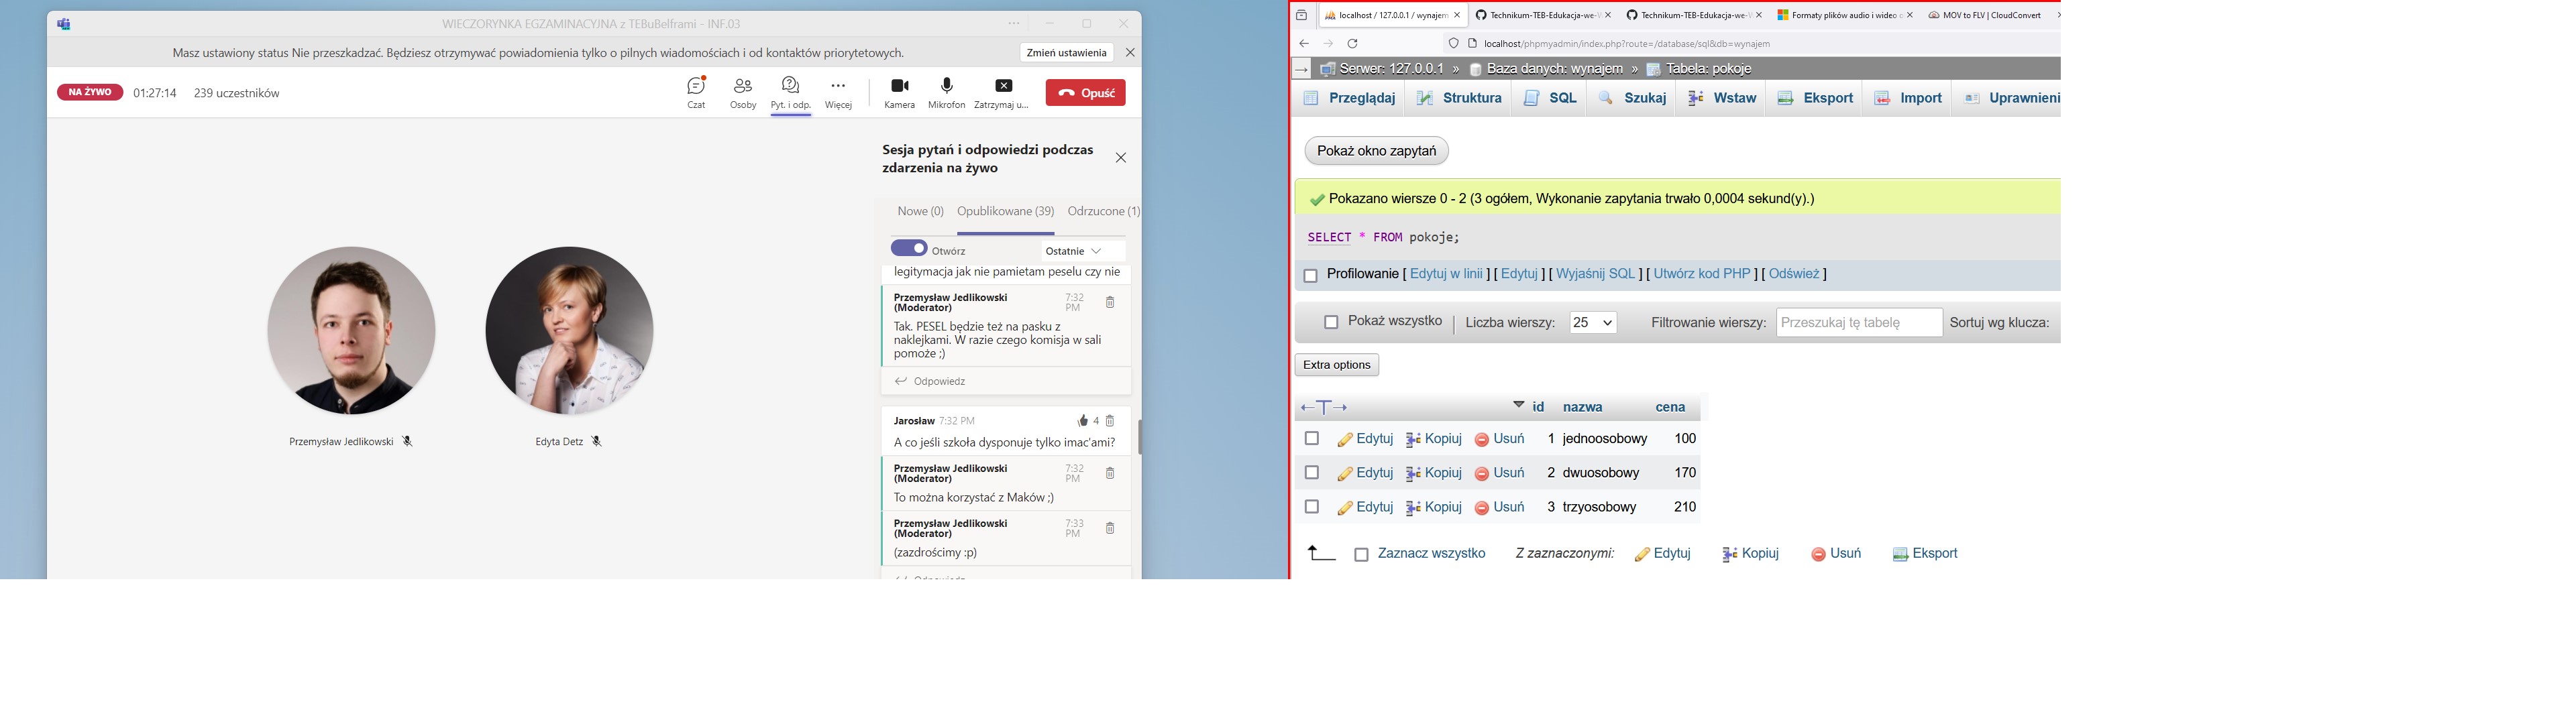 WIECZORYNKA EGZAMINACYJNA z TEBuBelframi - INF.03
Masz ustawiony status Nie przeszkadzać. Będziesz otrzymywać powiadomienia tylko o pilnych wiadomościach i od kontaktów priorytetowych.
Zmień ustawienia
NA ŻYWO 01:27:14 239 uczestników
Czat Osoby Pyt. i odp. Więcej Kamera Mikrofon Zatrzymaj u... Opuść
Sesja pytań i odpowiedzi podczas
zdarzenia na żywo
Nowe (0) Opublikowane (39) Odrzucone (1)
Otwórz Ostatnie
legitymacja jak nie pamietam peselu czy nie
Przemysław Jedlikowski 7:32
(Moderator) PM
Tak. PESEL będzie też na pasku z
naklejkami. W razie czego komisja w sali
pomoże ;)
Odpowiedz
Jarosław 7:32 PM 4
A co jeśli szkoła dysponuje tylko imac'ami?
Przemysław Jedlikowski 7:32
(Moderator) PM
To można korzystać z Maków ;)
Przemysław Jedlikowski 7:33
(Moderator) PM
(zazdrościmy :p)
Odpowiedz
Przemysław Jedlikowski
Edyta Detz
localhost / 127.0.0.1 / wynajem
Technikum-TEB-Edukacja-we-
Technikum-TEB-Edukacja-we-
Formaty plików audio i wideo
MOV to FLV | CloudConvert
localhost/phpmyadmin/index.php?route=/database/sql&db=wynajem
Serwer: 127.0.0.1 » Baza danych: wynajem » Tabela: pokoje
Przeglądaj Struktura SQL Szukaj Wstaw Eksport Import Uprawnieni
Pokaż okno zapytań
Pokazano wiersze 0 - 2 (3 ogółem, Wykonanie zapytania trwało 0,0004 sekund(y).)
SELECT * FROM pokoje;
Profilowanie [ Edytuj w linii ] [ Edytuj ] [ Wyjaśnij SQL ] [ Utwórz kod PHP ] [ Odśwież ]
Pokaż wszystko Liczba wierszy: 25 Filtrowanie wierszy: Przeszukaj tę tabelę Sortuj wg klucza:
Extra options
id nazwa cena
Edytuj Kopiuj Usuń 1 jednoosobowy 100
Edytuj Kopiuj Usuń 2 dwuosobowy 170
Edytuj Kopiuj Usuń 3 trzyosobowy 210
Zaznacz wszystko Z zaznaczonymi: Edytuj Kopiuj Usuń Eksport